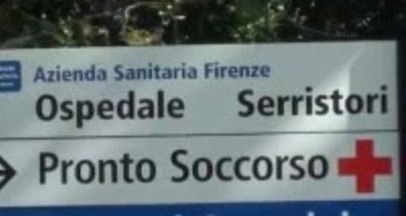 Azienda Sanitaria Firenze
Ospedale Serristori
Pronto Soccorso